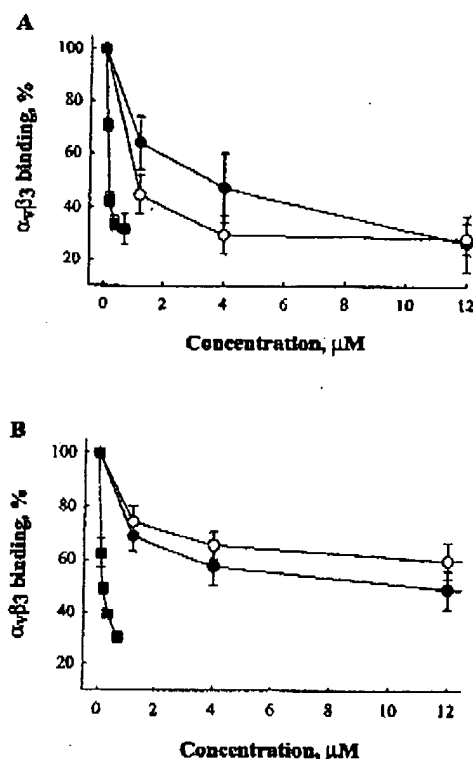 A
αvβ3 binding, %
100
80
60
40
20
0 2 4 6 8 10 12
Concentration, μM
B
αvβ3 binding, %
100
80
60
40
20
0 2 4 6 8 10 12
Concentration, μM